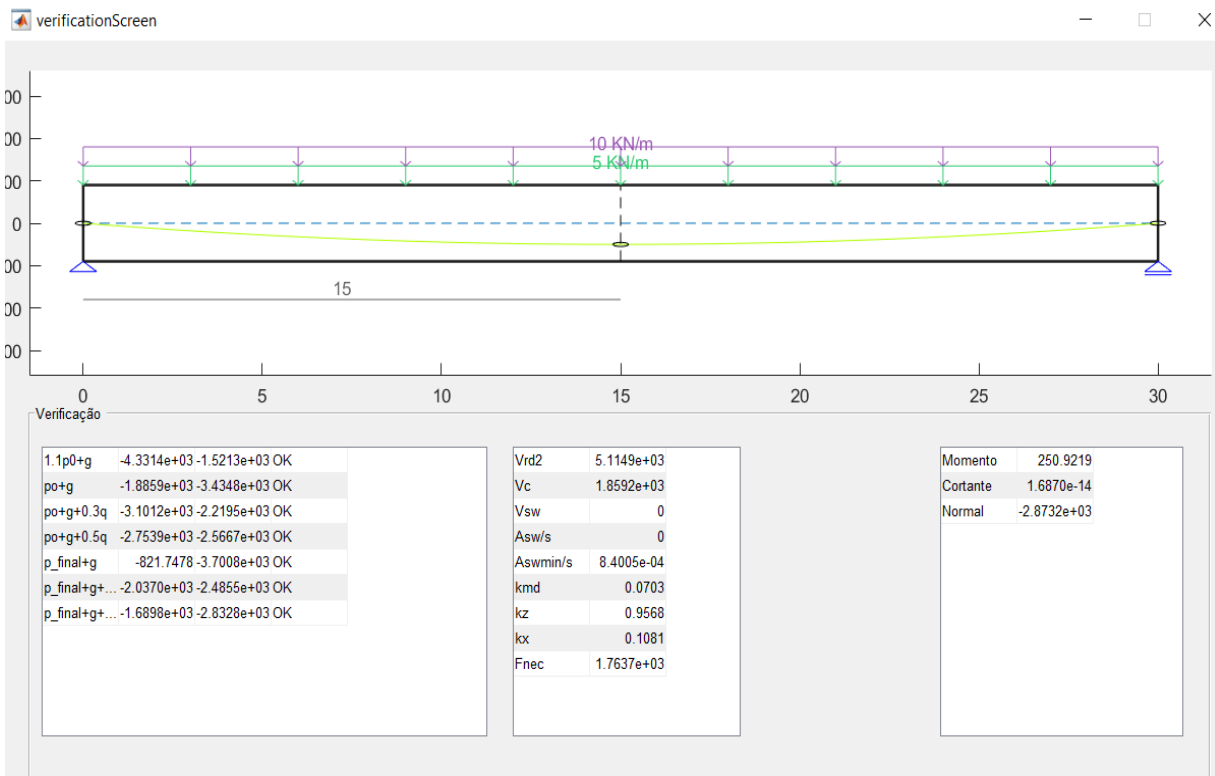 verificationScreen
00
00
00
0
00
00
00
10 KN/m
5 KN/m
15
0 5 10 15 20 25 30
Verificação
1.1p0+g -4.3314e+03 -1.5213e+03 OK
po+g -1.8859e+03 -3.4348e+03 OK
po+g+0.3q -3.1012e+03 -2.2195e+03 OK
po+g+0.5q -2.7539e+03 -2.5667e+03 OK
p_final+g -821.7478 -3.7008e+03 OK
p_final+g+... -2.0370e+03 -2.4855e+03 OK
p_final+g+... -1.6898e+03 -2.8328e+03 OK
Vrd2 5.1149e+03
Vc 1.8592e+03
Vsw 0
Asw/s 0
Aswmin/s 8.4005e-04
kmd 0.0703
kz 0.9568
kx 0.1081
Fnec 1.7637e+03
Momento 250.9219
Cortante 1.6870e-14
Normal -2.8732e+03